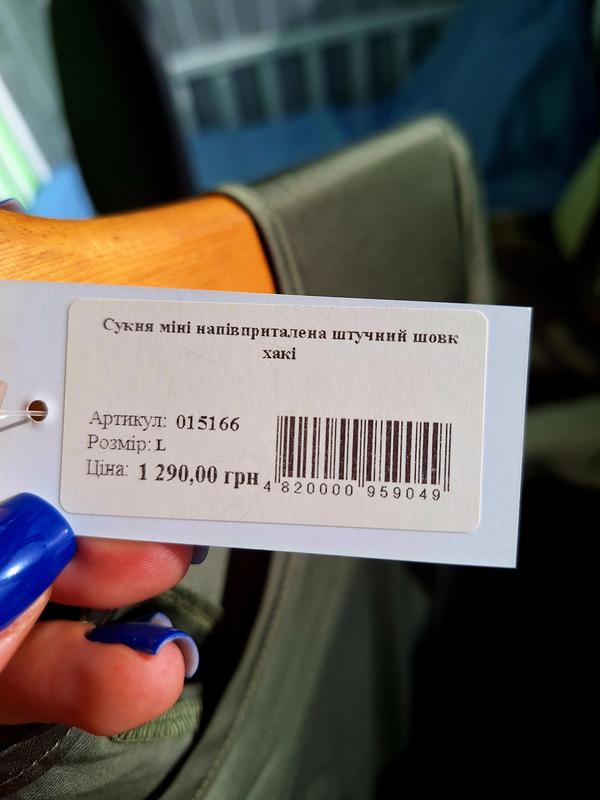 Сукня міні напівприталена штучний шовк
хакі
Артикул: 015166
Розмір: L
Ціна: 1 290,00 грн
4 820000 959049